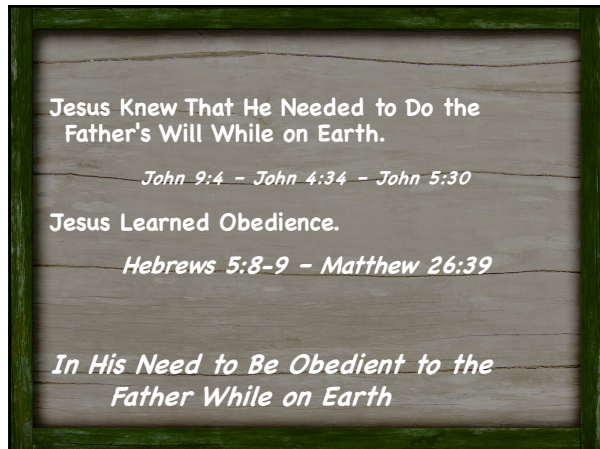 Jesus Knew That He Needed to Do the
Father's Will While on Earth.
John 9:4 – John 4:34 – John 5:30
Jesus Learned Obedience.
Hebrews 5:8-9 – Matthew 26:39
In His Need to Be Obedient to the
Father While on Earth